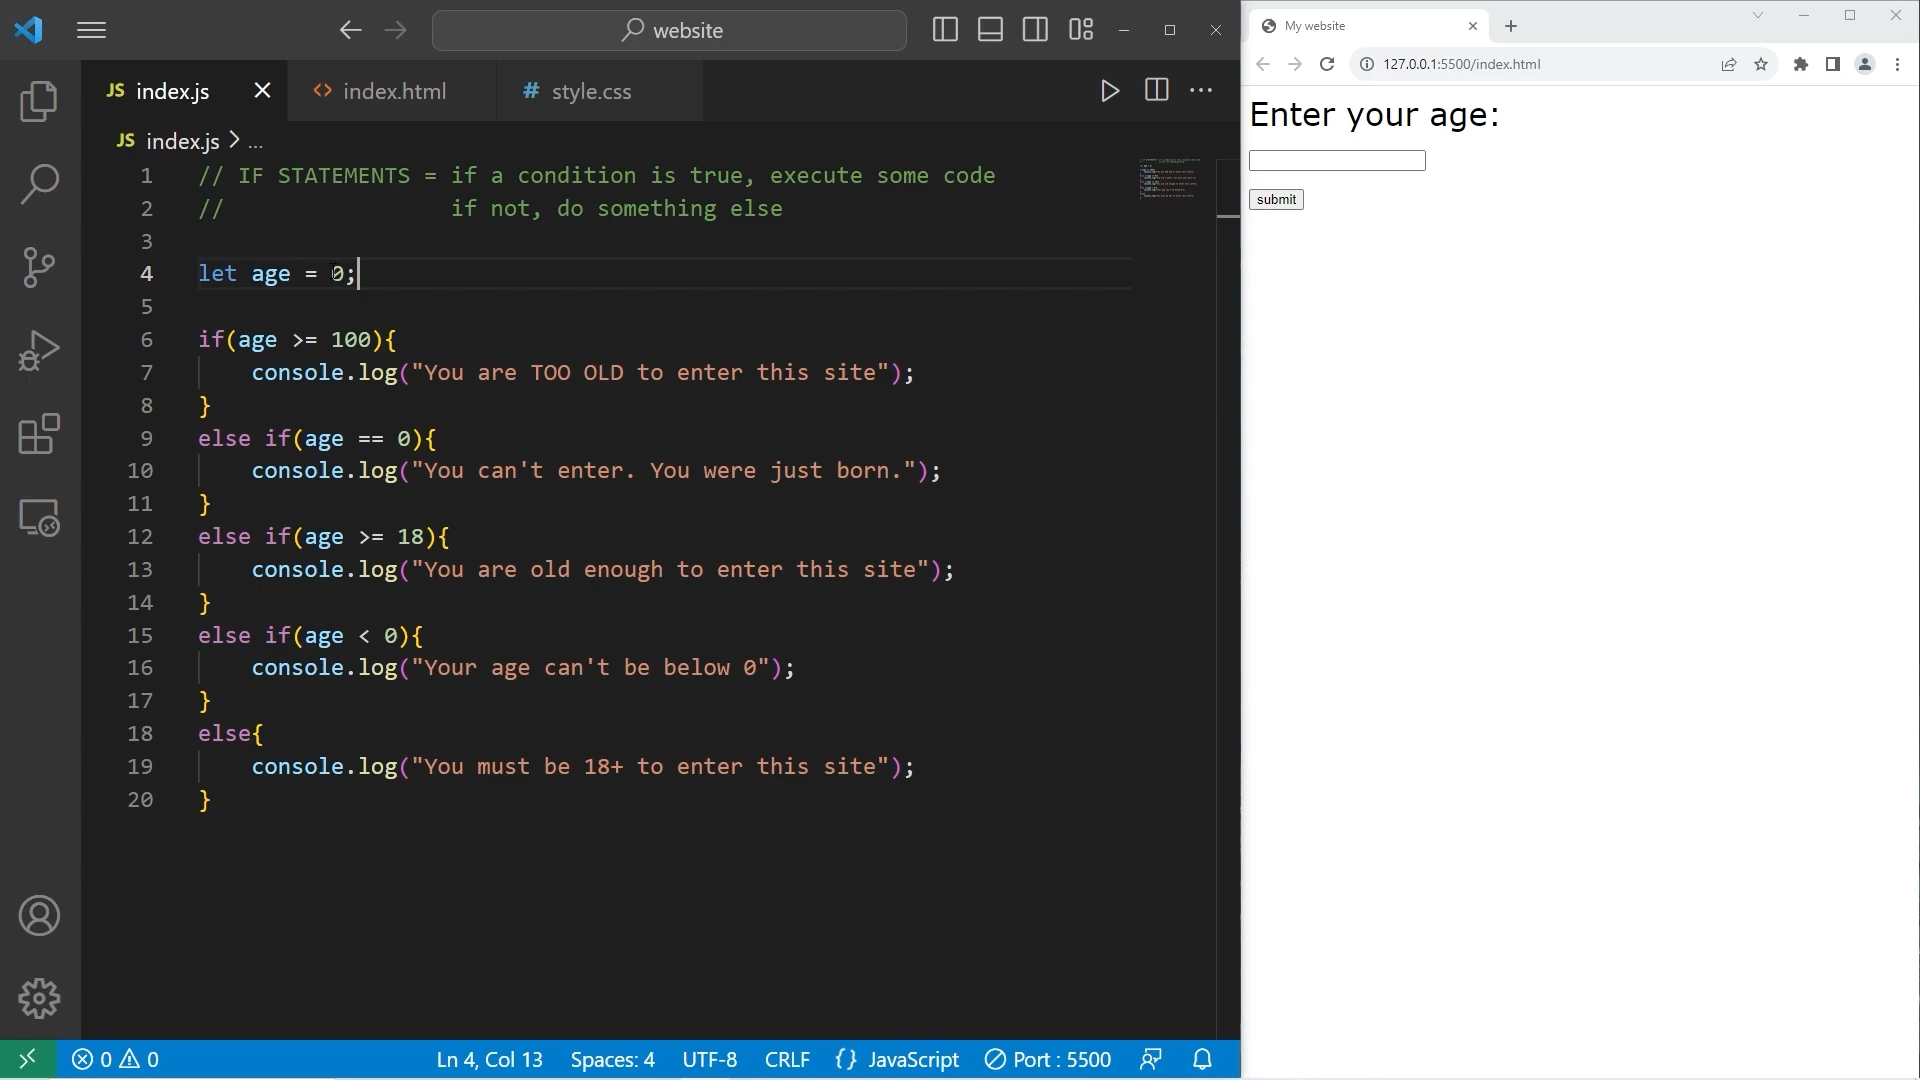 website
JS index.js
<> index.html
# style.css
JS index.js > ...
1 // IF STATEMENTS = if a condition is true, execute some code
2 // if not, do something else
3
4 let age = 0;
5
6 if(age >= 100){
7 console.log("You are TOO OLD to enter this site");
8 }
9 else if(age == 0){
10 console.log("You can't enter. You were just born.");
11 }
12 else if(age >= 18){
13 console.log("You are old enough to enter this site");
14 }
15 else if(age < 0){
16 console.log("Your age can't be below 0");
17 }
18 else{
19 console.log("You must be 18+ to enter this site");
20 }
0 0 Ln 4, Col 13 Spaces: 4 UTF-8 CRLF {} JavaScript Port : 5500
My website
127.0.0.1:5500/index.html
Enter your age:
submit